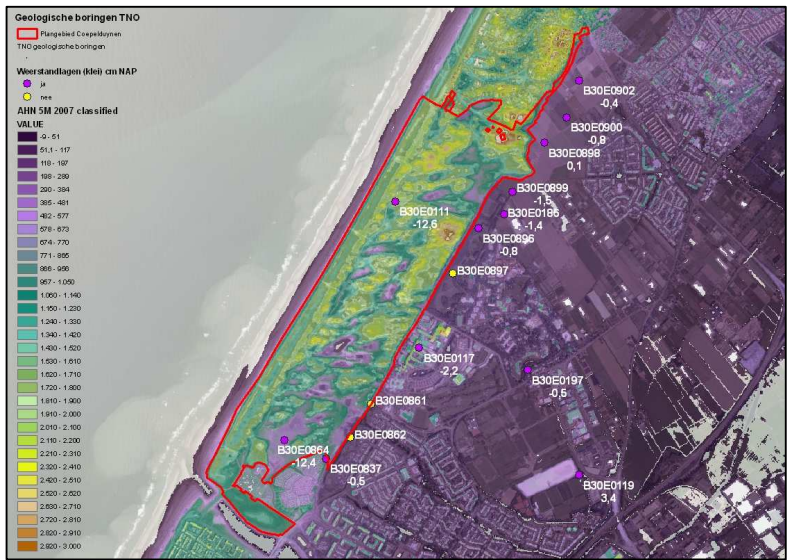 Geologische boringen TNO
Plangebied Coepelduynen
TNO geologische boringen
Weerstandlagen (klei) cm NAP
ja
nee
AHN 5M 2007 classified
VALUE
-9 - 51
51,1 - 117
118 - 197
198 - 289
290 - 384
385 - 481
482 - 577
578 - 673
674 - 770
771 - 865
866 - 956
957 - 1.050
1.060 - 1.140
1.150 - 1.230
1.240 - 1.330
1.340 - 1.420
1.430 - 1.520
1.530 - 1.610
1.620 - 1.710
1.720 - 1.800
1.810 - 1.900
1.910 - 2.000
2.010 - 2.100
2.110 - 2.200
2.210 - 2.310
2.320 - 2.410
2.420 - 2.510
2.520 - 2.620
2.630 - 2.710
2.720 - 2.810
2.820 - 2.910
2.920 - 3.000
B30E0902
-0,4
B30E0900
-0,8
B30E0898
0,1
B30E0899
-1,5
B30E0186
-1,4
B30E0111
-12,6
B30E0896
-0,8
B30E0897
B30E0117
-2,2
B30E0197
-0,6
B30E0861
B30E0862
B30E0864
-12,4
B30E0837
-0,5
B30E0119
3,4